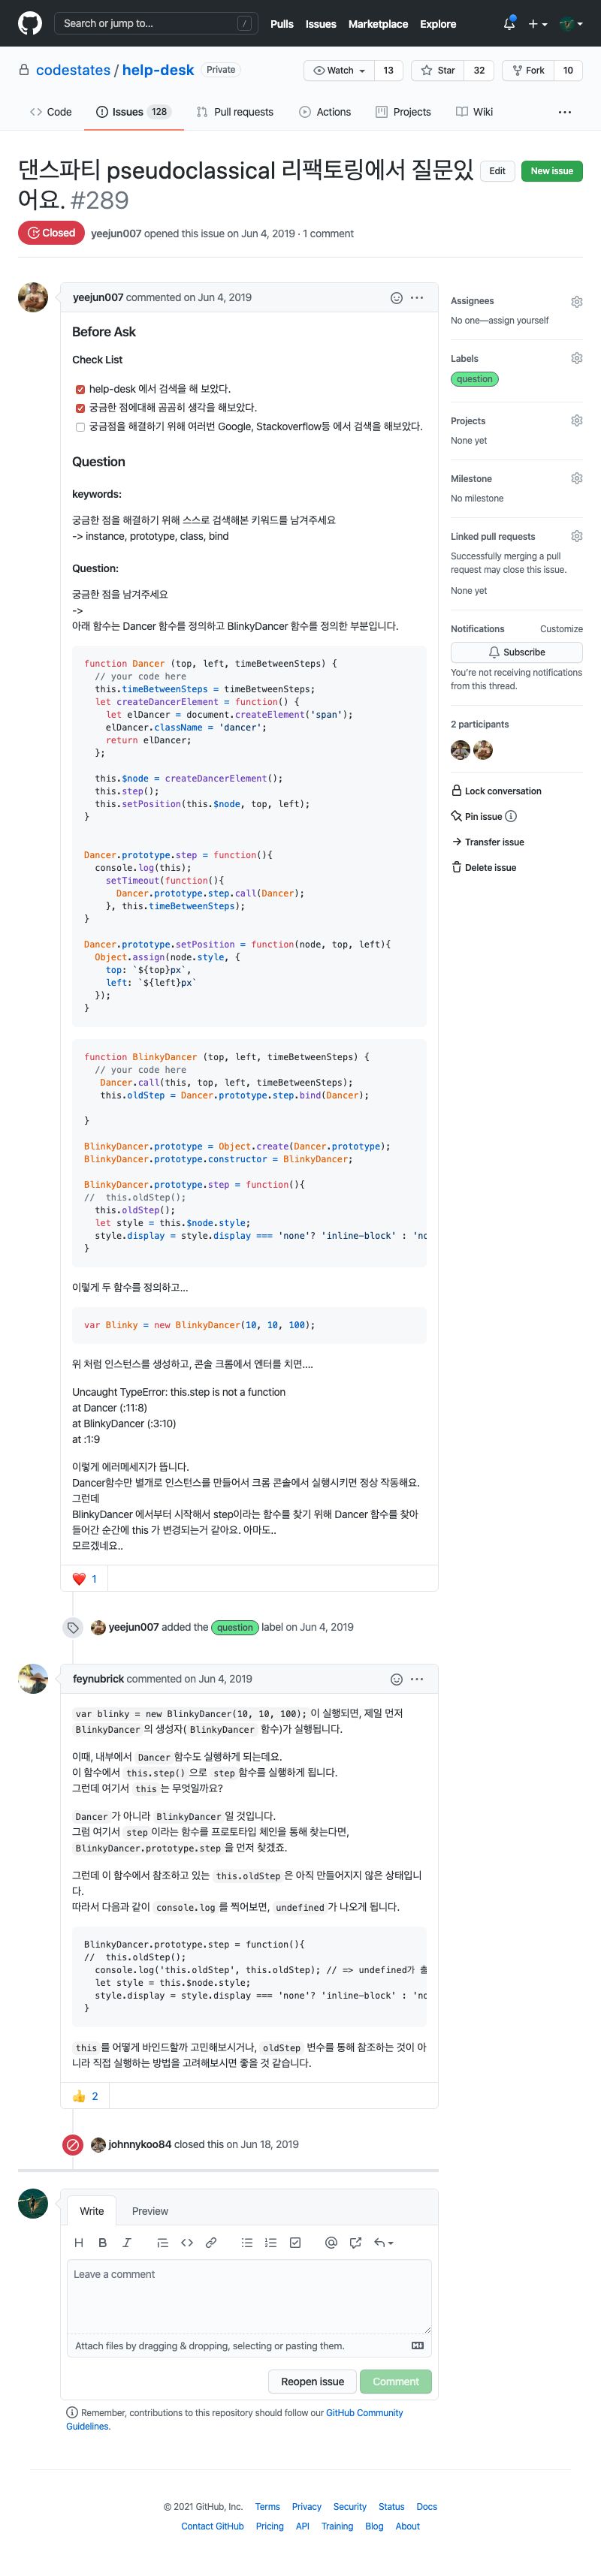 Search or jump to...
/
Pulls Issues Marketplace Explore
codestates / help-desk Private
Watch 13 Star 32 Fork 10
Code Issues 128 Pull requests Actions Projects Wiki
댄스파티 pseudoclassical 리팩토링에서 질문있
어요. #289
Edit New issue
Closed yeejun007 opened this issue on Jun 4, 2019 · 1 comment
yeejun007 commented on Jun 4, 2019
Before Ask
Check List
help-desk 에서 검색을 해 보았다.
궁금한 점에대해 곰곰히 생각을 해보았다.
궁금점을 해결하기 위해 여러번 Google, Stackoverflow등 에서 검색을 해보았다.
Question
keywords:
궁금한 점을 해결하기 위해 스스로 검색해본 키워드를 남겨주세요
-> instance, prototype, class, bind
Question:
궁금한 점을 남겨주세요
->
아래 함수는 Dancer 함수를 정의하고 BlinkyDancer 함수를 정의한 부분입니다.
function Dancer (top, left, timeBetweenSteps) {
// your code here
this.timeBetweenSteps = timeBetweenSteps;
let createDancerElement = function() {
let elDancer = document.createElement('span');
elDancer.className = 'dancer';
return elDancer;
};
this.$node = createDancerElement();
this.step();
this.setPosition(this.$node, top, left);
}
Dancer.prototype.step = function(){
console.log(this);
setTimeout(function(){
Dancer.prototype.step.call(Dancer);
}, this.timeBetweenSteps);
}
Dancer.prototype.setPosition = function(node, top, left){
Object.assign(node.style, {
top: `${top}px`,
left: `${left}px`
});
}
function BlinkyDancer (top, left, timeBetweenSteps) {
// your code here
Dancer.call(this, top, left, timeBetweenSteps);
this.oldStep = Dancer.prototype.step.bind(Dancer);
}
BlinkyDancer.prototype = Object.create(Dancer.prototype);
BlinkyDancer.prototype.constructor = BlinkyDancer;
BlinkyDancer.prototype.step = function(){
// this.oldStep();
this.oldStep();
let style = this.$node.style;
style.display = style.display === 'none'? 'inline-block' : 'no
}
이렇게 두 함수를 정의하고...
var Blinky = new BlinkyDancer(10, 10, 100);
위 처럼 인스턴스를 생성하고, 콘솔 크롬에서 엔터를 치면....
Uncaught TypeError: this.step is not a function
at Dancer (:11:8)
at BlinkyDancer (:3:10)
at :1:9
이렇게 에러메세지가 뜹니다.
Dancer함수만 별개로 인스턴스를 만들어서 크롬 콘솔에서 실행시키면 정상 작동해요.
그런데
BlinkyDancer 에서부터 시작해서 step이라는 함수를 찾기 위해 Dancer 함수를 찾아
들어간 순간에 this 가 변경되는거 같아요. 아마도..
모르겠네요..
❤️ 1
yeejun007 added the question label on Jun 4, 2019
feynubrick commented on Jun 4, 2019
var blinky = new BlinkyDancer(10, 10, 100); 이 실행되면, 제일 먼저
BlinkyDancer 의 생성자( BlinkyDancer 함수)가 실행됩니다.
이때, 내부에서 Dancer 함수도 실행하게 되는데요.
이 함수에서 this.step() 으로 step 함수를 실행하게 됩니다.
그런데 여기서 this 는 무엇일까요?
Dancer 가 아니라 BlinkyDancer 일 것입니다.
그럼 여기서 step 이라는 함수를 프로토타입 체인을 통해 찾는다면,
BlinkyDancer.prototype.step 을 먼저 찾겠죠.
그런데 이 함수에서 참조하고 있는 this.oldStep 은 아직 만들어지지 않은 상태입니
다.
따라서 다음과 같이 console.log 를 찍어보면, undefined 가 나오게 됩니다.
BlinkyDancer.prototype.step = function(){
// this.oldStep();
console.log('this.oldStep', this.oldStep); // => undefined가 출
let style = this.$node.style;
style.display = style.display === 'none'? 'inline-block' : 'no
}
this 를 어떻게 바인드할까 고민해보시거나, oldStep 변수를 통해 참조하는 것이 아
니라 직접 실행하는 방법을 고려해보시면 좋을 것 같습니다.
👍 2
johnnykoo84 closed this on Jun 18, 2019
Write Preview
Leave a comment
Attach files by dragging & dropping, selecting or pasting them.
Reopen issue Comment
Remember, contributions to this repository should follow our GitHub Community
Guidelines.
Assignees
No one—assign yourself
Labels
question
Projects
None yet
Milestone
No milestone
Linked pull requests
Successfully merging a pull
request may close this issue.
None yet
Notifications Customize
Subscribe
You're not receiving notifications
from this thread.
2 participants
Lock conversation
Pin issue
Transfer issue
Delete issue
© 2021 GitHub, Inc. Terms Privacy Security Status Docs
Contact GitHub Pricing API Training Blog About